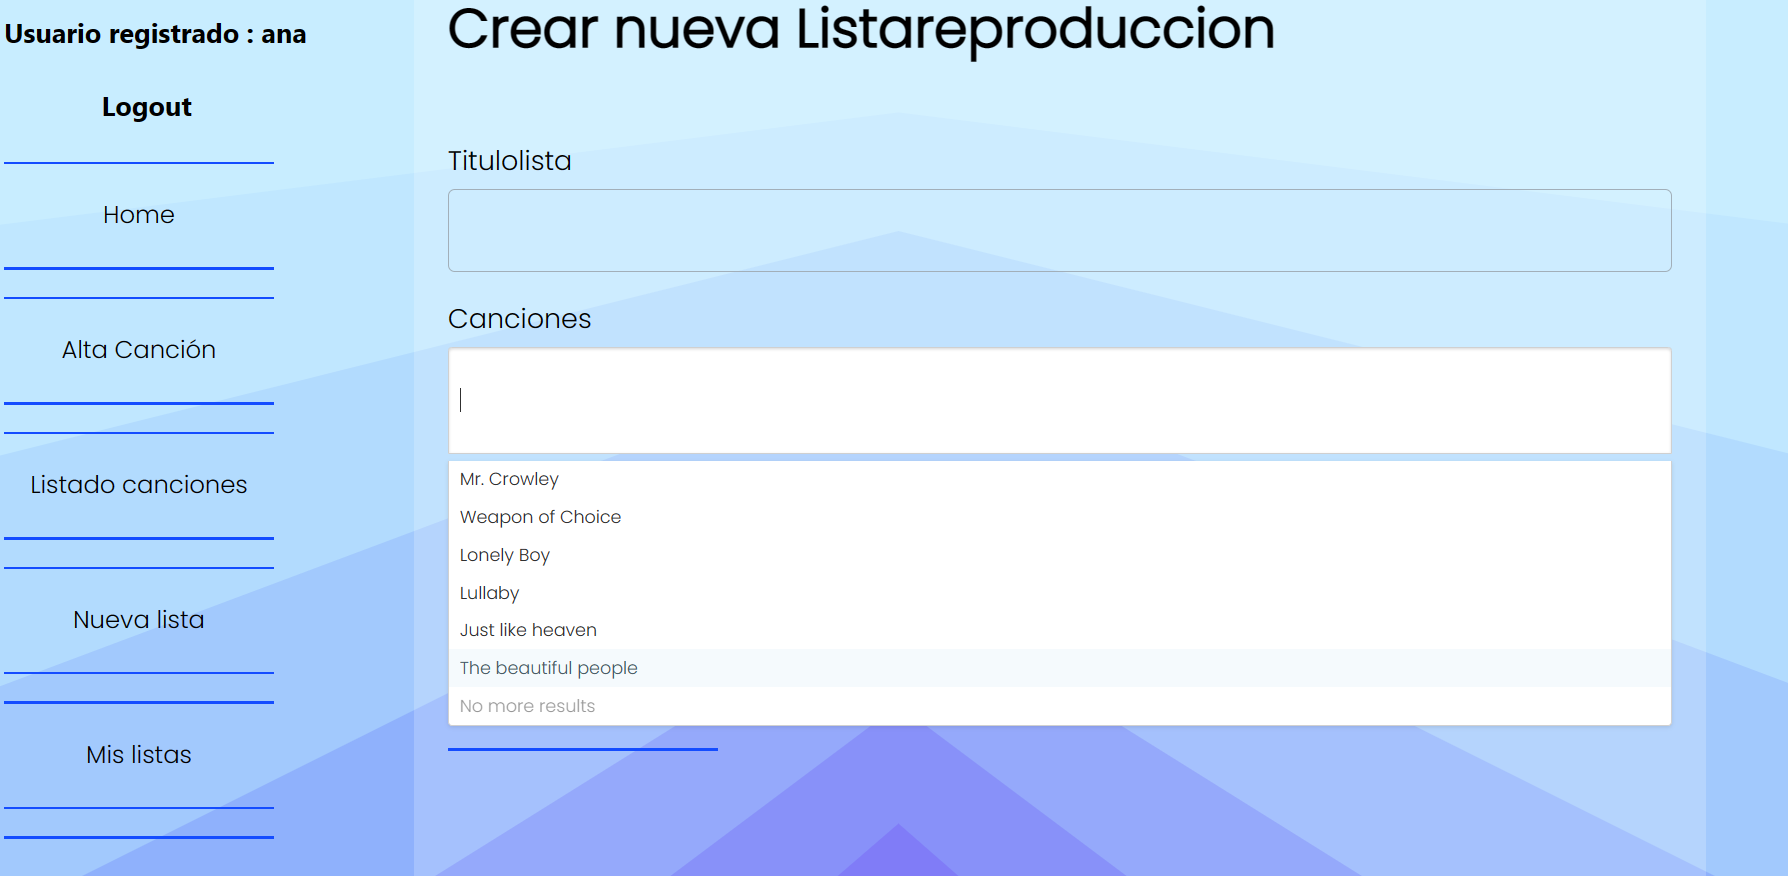 Usuario registrado : ana
Logout
Home
Alta Canción
Listado canciones
Nueva lista
Mis listas
Crear nueva Listareproduccion
Titulolista
Canciones
Mr. Crowley
Weapon of Choice
Lonely Boy
Lullaby
Just like heaven
The beautiful people
No more results